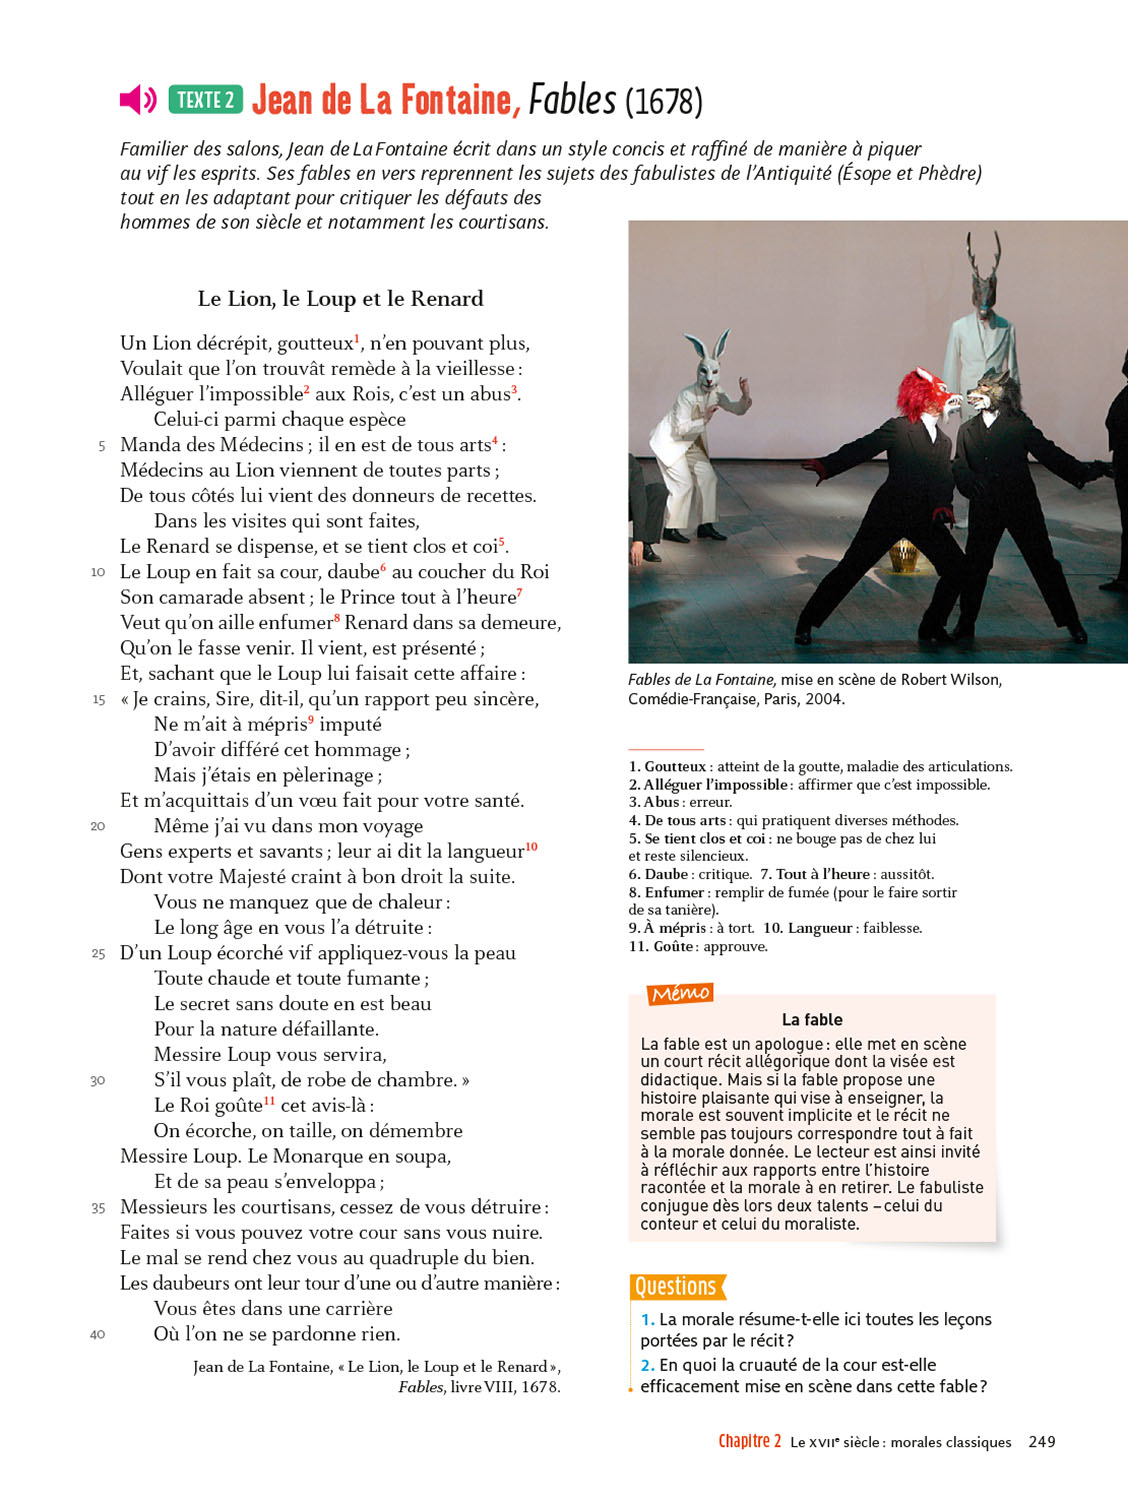 TEXTE 2 Jean de La Fontaine, Fables (1678)
Familier des salons, Jean de La Fontaine écrit dans un style concis et raffiné de manière à piquer
au vif les esprits. Ses fables en vers reprennent les sujets des fabulistes de l'Antiquité (Ésope et Phèdre)
tout en les adaptant pour critiquer les défauts des
hommes de son siècle et notamment les courtisans.
Le Lion, le Loup et le Renard
Un Lion décrépit, goutteux1, n'en pouvant plus,
Voulait que l'on trouvât remède à la vieillesse :
Alléguer l'impossible2 aux Rois, c'est un abus3.
Celui-ci parmi chaque espèce
5 Manda des Médecins ; il en est de tous arts4 :
Médecins au Lion viennent de toutes parts ;
De tous côtés lui vient des donneurs de recettes.
Dans les visites qui sont faites,
Le Renard se dispense, et se tient clos et coi5.
10 Le Loup en fait sa cour, daube6 au coucher du Roi
Son camarade absent ; le Prince tout à l'heure7
Veut qu'on aille enfumer8 Renard dans sa demeure,
Qu'on le fasse venir. Il vient, est présenté ;
Et, sachant que le Loup lui faisait cette affaire :
15 « Je crains, Sire, dit-il, qu'un rapport peu sincère,
Ne m'ait à mépris9 imputé
D'avoir différé cet hommage ;
Mais j'étais en pèlerinage ;
Et m'acquittais d'un vœu fait pour votre santé.
20 Même j'ai vu dans mon voyage
Gens experts et savants ; leur ai dit la langueur10
Dont votre Majesté craint à bon droit la suite.
Vous ne manquez que de chaleur :
Le long âge en vous l'a détruite :
25 D'un Loup écorché vif appliquez-vous la peau
Toute chaude et toute fumante ;
Le secret sans doute en est beau
Pour la nature défaillante.
Messire Loup vous servira,
30 S'il vous plaît, de robe de chambre. »
Le Roi goûte11 cet avis-là :
On écorche, on taille, on démembre
Messire Loup. Le Monarque en soupa,
Et de sa peau s'enveloppa ;
35 Messieurs les courtisans, cessez de vous détruire :
Faites si vous pouvez votre cour sans vous nuire.
Le mal se rend chez vous au quadruple du bien.
Les daubeurs ont leur tour d'une ou d'autre manière :
Vous êtes dans une carrière
40 Où l'on ne se pardonne rien.
Jean de La Fontaine, « Le Lion, le Loup et le Renard »,
Fables, livre VIII, 1678.
Fables de La Fontaine, mise en scène de Robert Wilson,
Comédie-Française, Paris, 2004.
1. Goutteux : atteint de la goutte, maladie des articulations.
2. Alléguer l'impossible : affirmer que c'est impossible.
3. Abus : erreur.
4. De tous arts : qui pratiquent diverses méthodes.
5. Se tient clos et coi : ne bouge pas de chez lui
et reste silencieux.
6. Daube : critique. 7. Tout à l'heure : aussitôt.
8. Enfumer : remplir de fumée (pour le faire sortir
de sa tanière).
9. À mépris : à tort. 10. Langueur : faiblesse.
11. Goûte : approuve.
Mémo
La fable
La fable est un apologue : elle met en scène
un court récit allégorique dont la visée est
didactique. Mais si la fable propose une
histoire plaisante qui vise à enseigner, la
morale est souvent implicite et le récit ne
semble pas toujours correspondre tout à fait
à la morale donnée. Le lecteur est ainsi invité
à réfléchir aux rapports entre l'histoire
racontée et la morale à en retirer. Le fabuliste
conjugue dès lors deux talents – celui du
conteur et celui du moraliste.
Questions
1. La morale résume-t-elle ici toutes les leçons
portées par le récit ?
2. En quoi la cruauté de la cour est-elle
efficacement mise en scène dans cette fable ?
Chapitre 2 Le XVIIe siècle : morales classiques 249